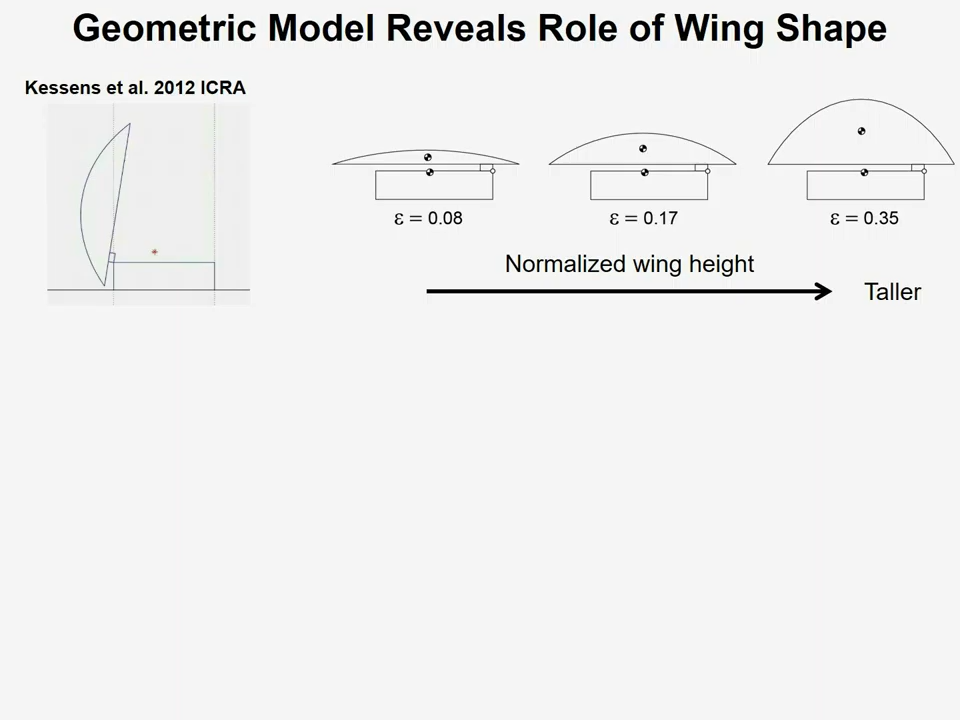 Geometric Model Reveals Role of Wing Shape
Kessens et al. 2012 ICRA
ε = 0.08
ε = 0.17
ε = 0.35
Normalized wing height
Taller